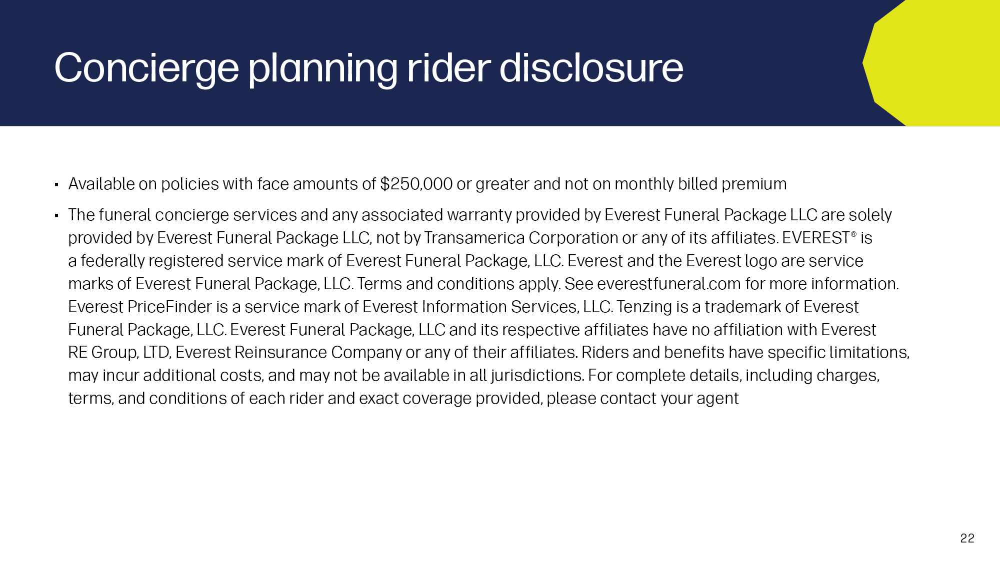 Concierge planning rider disclosure
▪ Available on policies with face amounts of $250,000 or greater and not on monthly billed premium
▪ The funeral concierge services and any associated warranty provided by Everest Funeral Package LLC are solely
provided by Everest Funeral Package LLC, not by Transamerica Corporation or any of its affiliates. EVEREST® is
a federally registered service mark of Everest Funeral Package, LLC. Everest and the Everest logo are service
marks of Everest Funeral Package, LLC. Terms and conditions apply. See everestfuneral.com for more information.
Everest PriceFinder is a service mark of Everest Information Services, LLC. Tenzing is a trademark of Everest
Funeral Package, LLC. Everest Funeral Package, LLC and its respective affiliates have no affiliation with Everest
RE Group, LTD, Everest Reinsurance Company or any of their affiliates. Riders and benefits have specific limitations,
may incur additional costs, and may not be available in all jurisdictions. For complete details, including charges,
terms, and conditions of each rider and exact coverage provided, please contact your agent
22